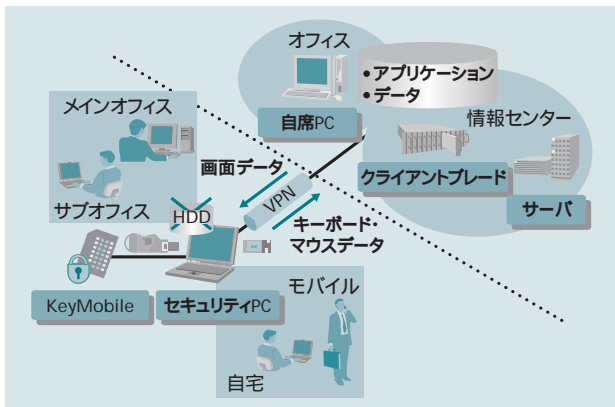 オフィス
•アプリケーション
•データ
メインオフィス
自席PC
情報センター
画面データ
クライアントブレード
VPN
サブオフィス
HDD
サーバ
キーボード・
マウスデータ
KeyMobile
セキュリティPC
モバイル
自宅